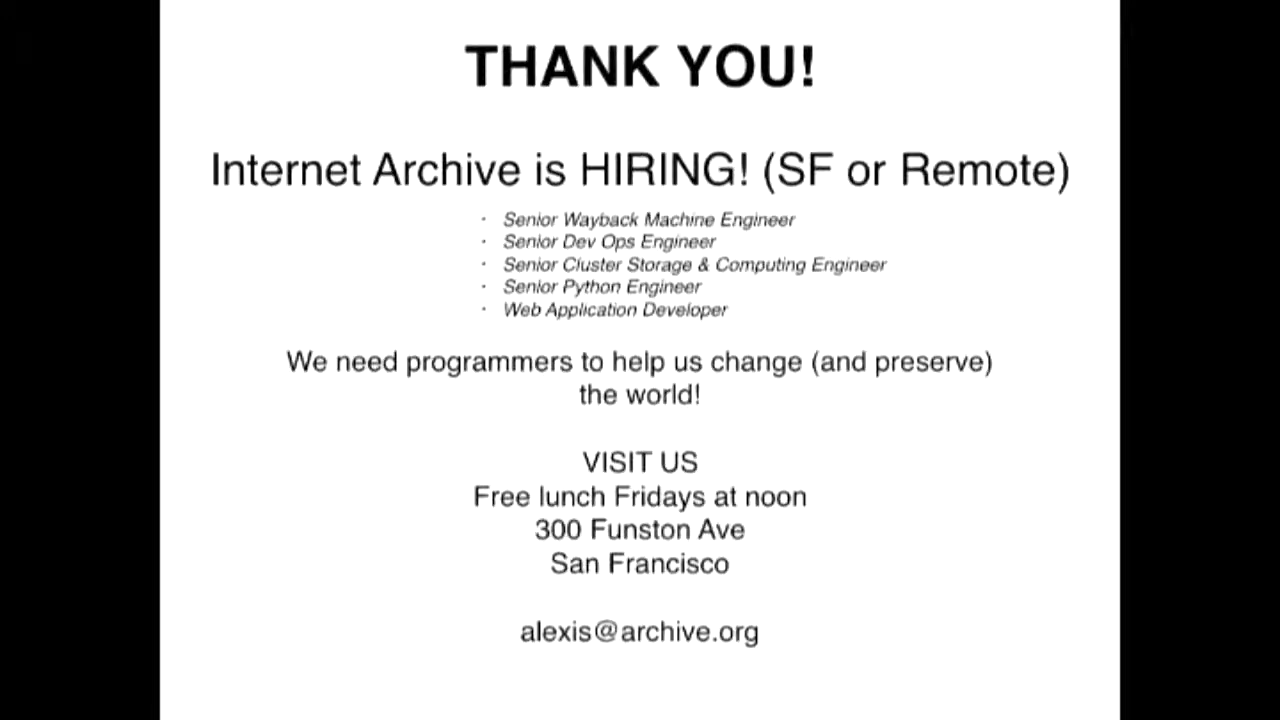 THANK YOU!
Internet Archive is HIRING! (SF or Remote)
· Senior Wayback Machine Engineer
· Senior Dev Ops Engineer
· Senior Cluster Storage & Computing Engineer
· Senior Python Engineer
· Web Application Developer
We need programmers to help us change (and preserve)
the world!
VISIT US
Free lunch Fridays at noon
300 Funston Ave
San Francisco
alexis@archive.org